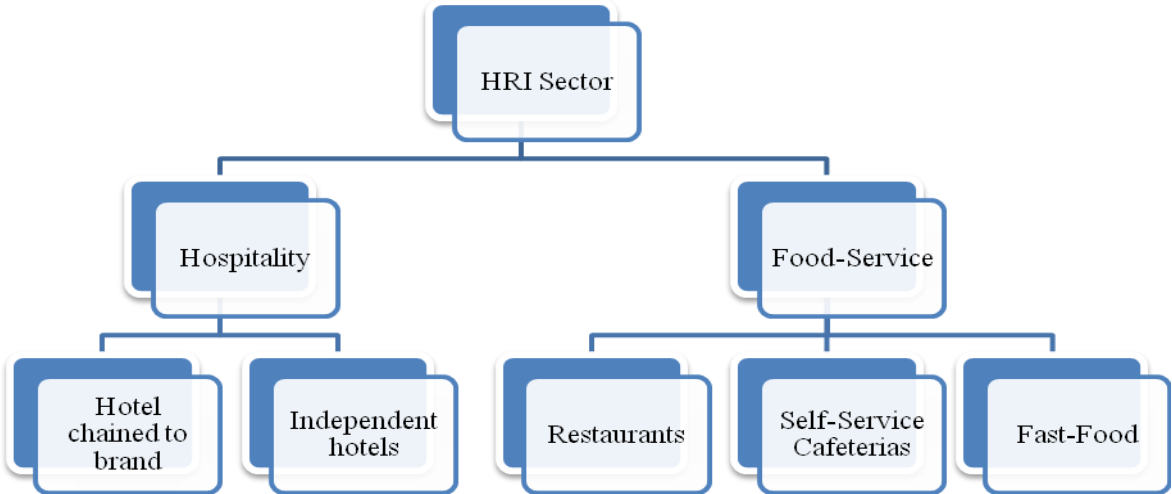 HRI Sector
Hospitality
Food-Service
Hotel
chained to
brand
Independent
hotels
Restaurants
Self-Service
Cafeterias
Fast-Food